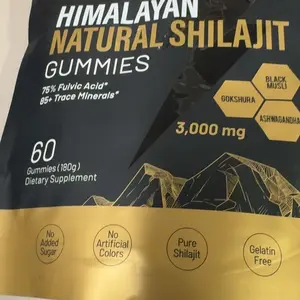 HIMALAYAN
NATURAL SHILAJIT
GUMMIES
75% Fulvic Acid*
85+ Trace Minerals*
BLACK
MUSLI
GOKSHURA
ASHWAGANDHA
3,000 mg
60
Gummies (180g)
Dietary Supplement
No
Added
Sugar
No
Artificial
Colors
Pure
Shilajit
Gelatin
Free